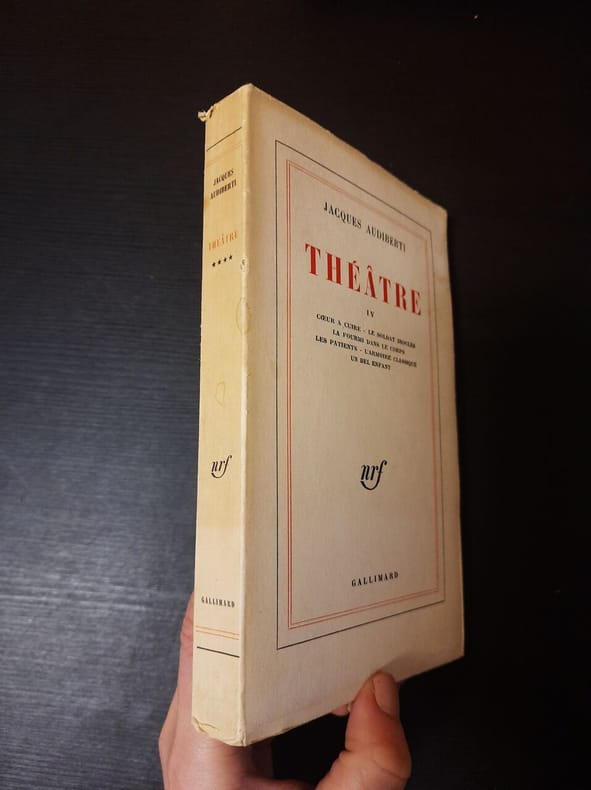 JACQUES
AUDIBERTI
THÉÂTRE
★★★★
nrf
GALLIMARD
JACQUES AUDIBERTI
THÉÂTRE
IV
CŒUR A CUIRE - LE SOLDAT DIOCLÈS
LA FOURMI DANS LE CORPS
LES PATIENTS - L'ARMOIRE CLASSIQUE
UN BEL ENFANT
nrf
GALLIMARD